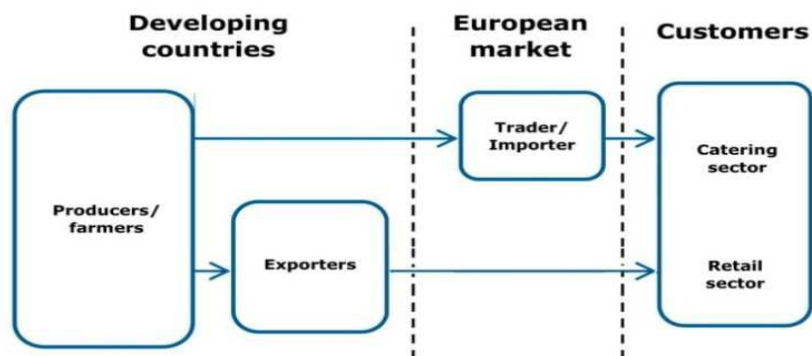 Developing
countries
European
market
Customers
Trader/
Importer
Catering
sector
Producers/
farmers
Exporters
Retail
sector